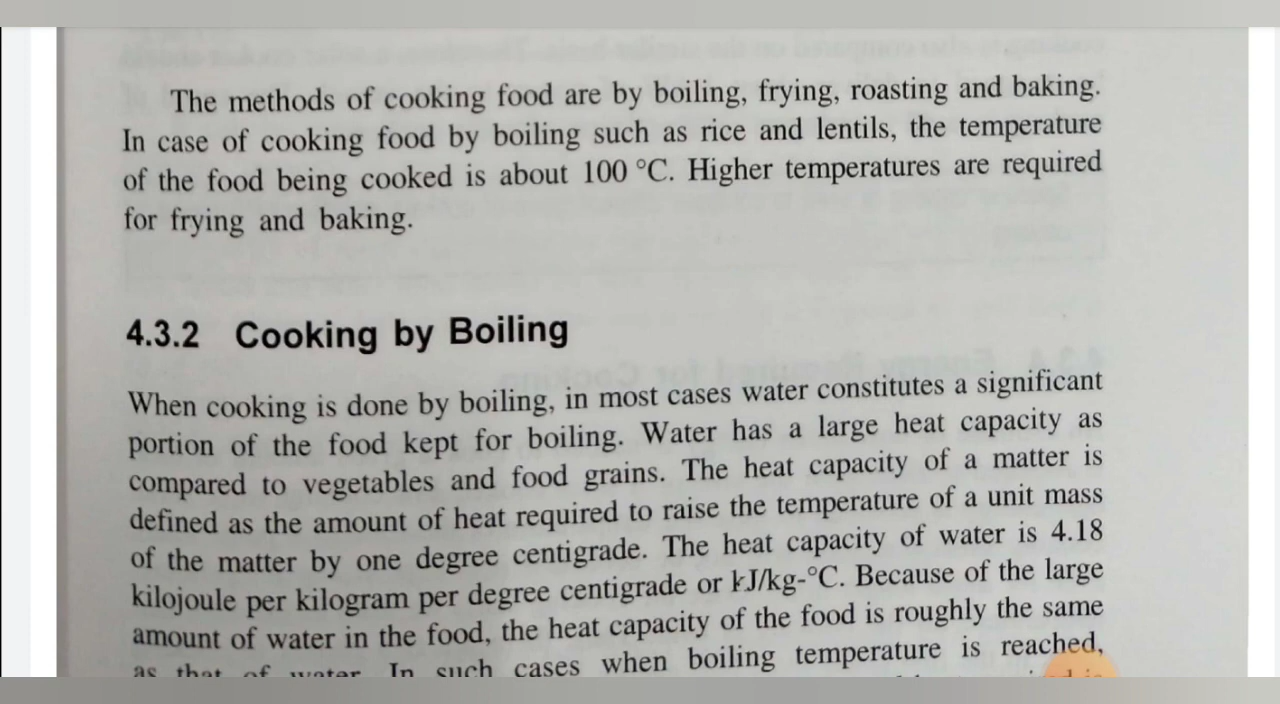 The methods of cooking food are by boiling, frying, roasting and baking.
In case of cooking food by boiling such as rice and lentils, the temperature
of the food being cooked is about 100 °C. Higher temperatures are required
for frying and baking.
4.3.2 Cooking by Boiling
When cooking is done by boiling, in most cases water constitutes a significant
portion of the food kept for boiling. Water has a large heat capacity as
compared to vegetables and food grains. The heat capacity of a matter is
defined as the amount of heat required to raise the temperature of a unit mass
of the matter by one degree centigrade. The heat capacity of water is 4.18
kilojoule per kilogram per degree centigrade or kJ/kg-°C. Because of the large
amount of water in the food, the heat capacity of the food is roughly the same
as that of water. In such cases when boiling temperature is reached,